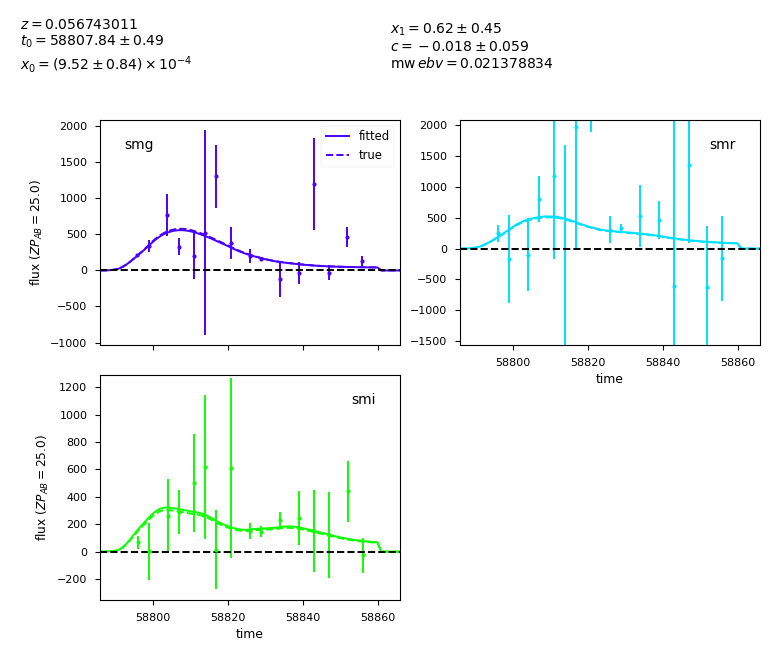 z = 0.056743011
t₀ = 58807.84 ± 0.49
x₀ = (9.52 ± 0.84) × 10⁻⁴
x₁ = 0.62 ± 0.45
c = −0.018 ± 0.059
mw ebv = 0.021378834
smg
fitted
true
2000
1500
1000
500
0
−500
−1000
flux (ZP_AB = 25.0)
smr
2000
1500
1000
500
0
−500
−1000
−1500
58800 58820 58840 58860
time
smi
1200
1000
800
600
400
200
0
−200
flux (ZP_AB = 25.0)
58800 58820 58840 58860
time